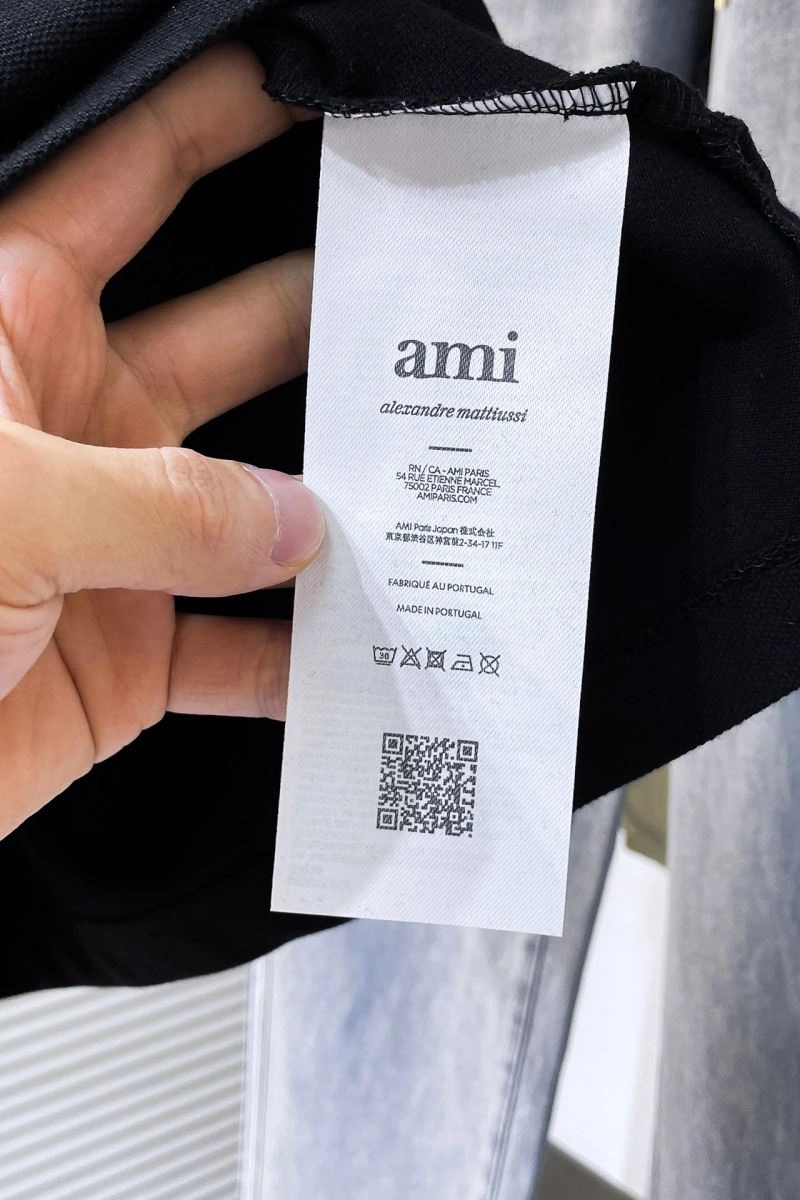 ami
alexandre mattiussi
RN / CA - AMI PARIS
54 RUE ETIENNE MARCEL,
75002 PARIS FRANCE
AMIPARIS.COM
AMI Paris Japan 株式会社
東京都渋谷区神宮前2-34-17 11F
FABRIQUÉ AU PORTUGAL
MADE IN PORTUGAL
30